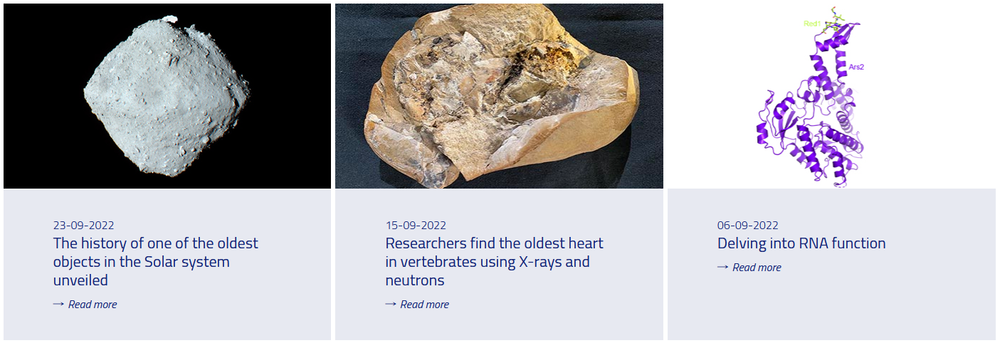 Red1
Ars2
23-09-2022
The history of one of the oldest
objects in the Solar system
unveiled
→ Read more
15-09-2022
Researchers find the oldest heart
in vertebrates using X-rays and
neutrons
→ Read more
06-09-2022
Delving into RNA function
→ Read more